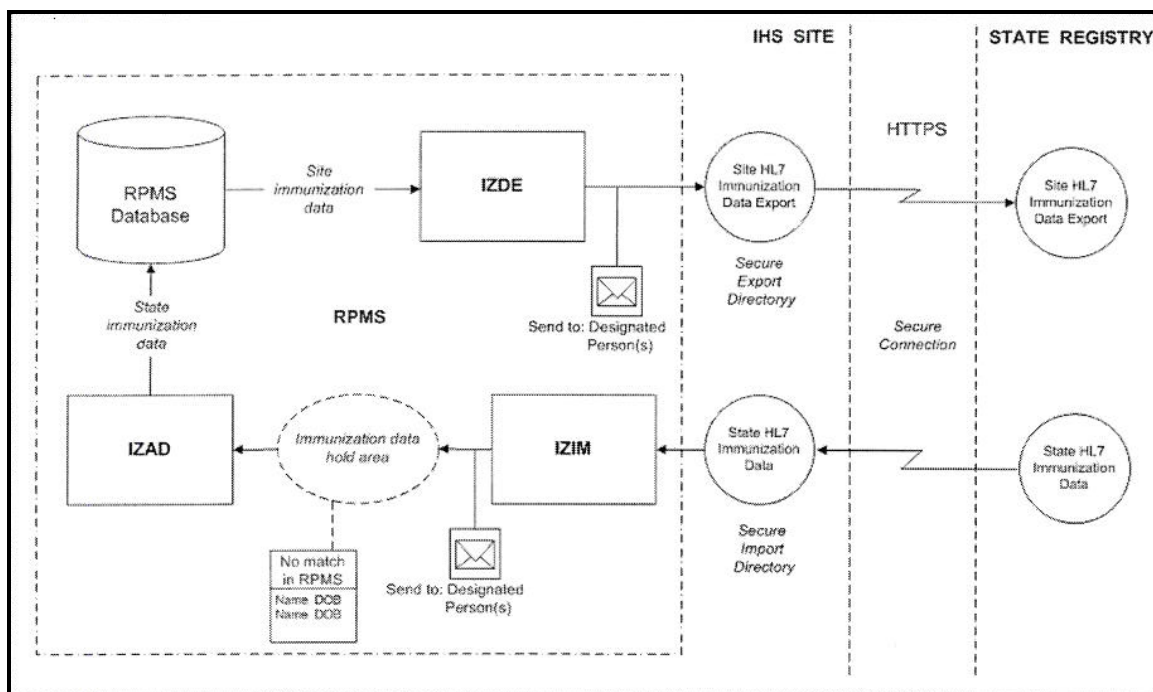 IHS SITE
STATE REGISTRY
HTTPS
RPMS
Database
Site
immunization
data
IZDE
Site HL7
Immunization
Data Export
Site HL7
Immunization
Data Export
Secure
Export
Directoryy
Send to: Designated
Person(s)
State
immunization
data
RPMS
Secure
Connection
IZAD
Immunization data
hold area
IZIM
State HL7
Immunization
Data
State HL7
Immunization
Data
Secure
Import
Directory
No match
in RPMS
Name DOB
Name DOB
Send to: Designated
Person(s)